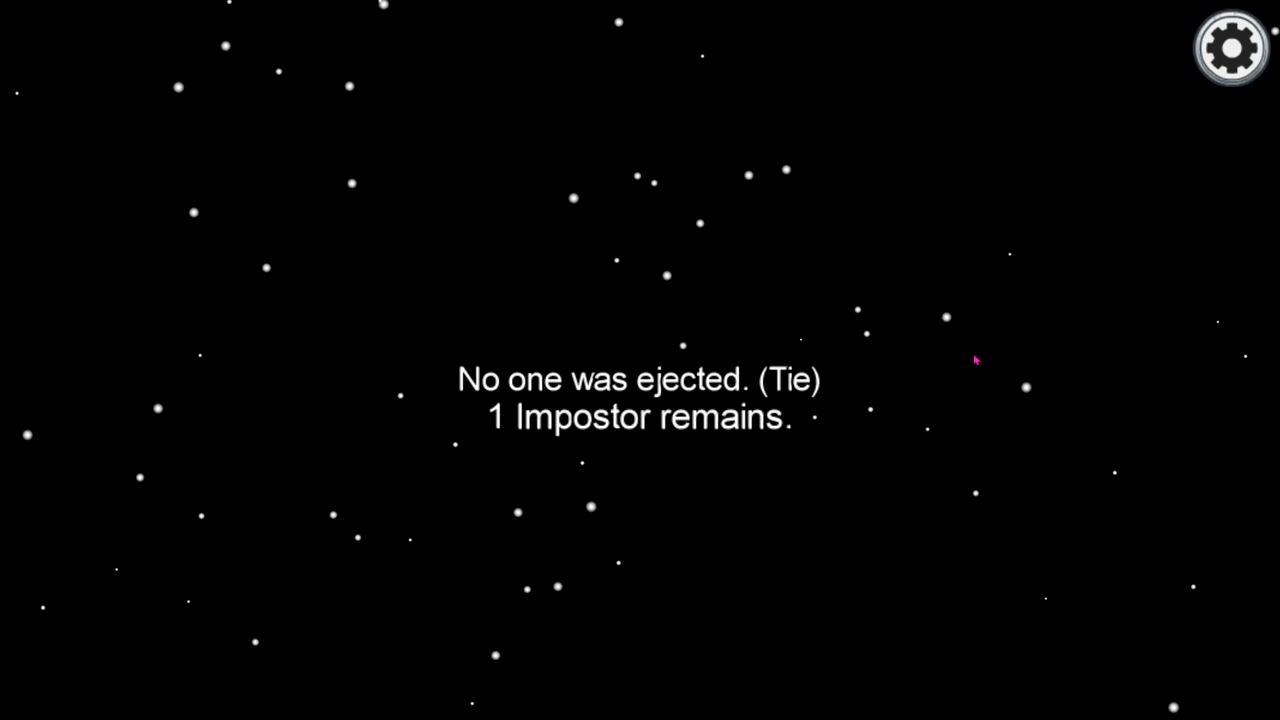 No one was ejected. (Tie)
1 Impostor remains.